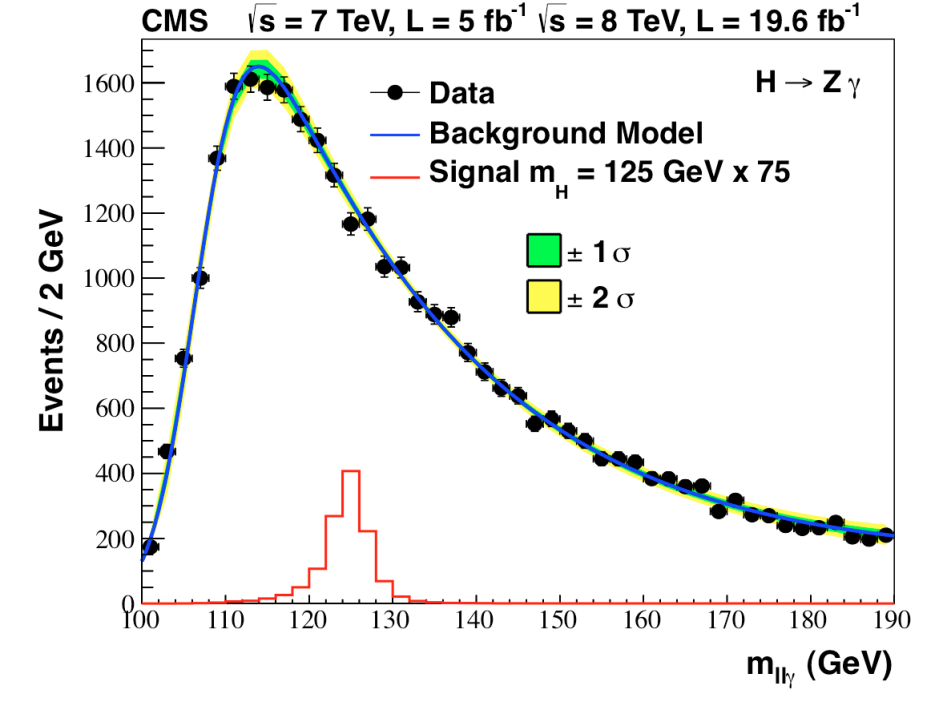 CMS √s = 7 TeV, L = 5 fb⁻¹ √s = 8 TeV, L = 19.6 fb⁻¹
H → Z γ
Data
Background Model
Signal m_H = 125 GeV x 75
± 1 σ
± 2 σ
Events / 2 GeV
1600
1400
1200
1000
800
600
400
200
0
100 110 120 130 140 150 160 170 180 190
m_llγ (GeV)